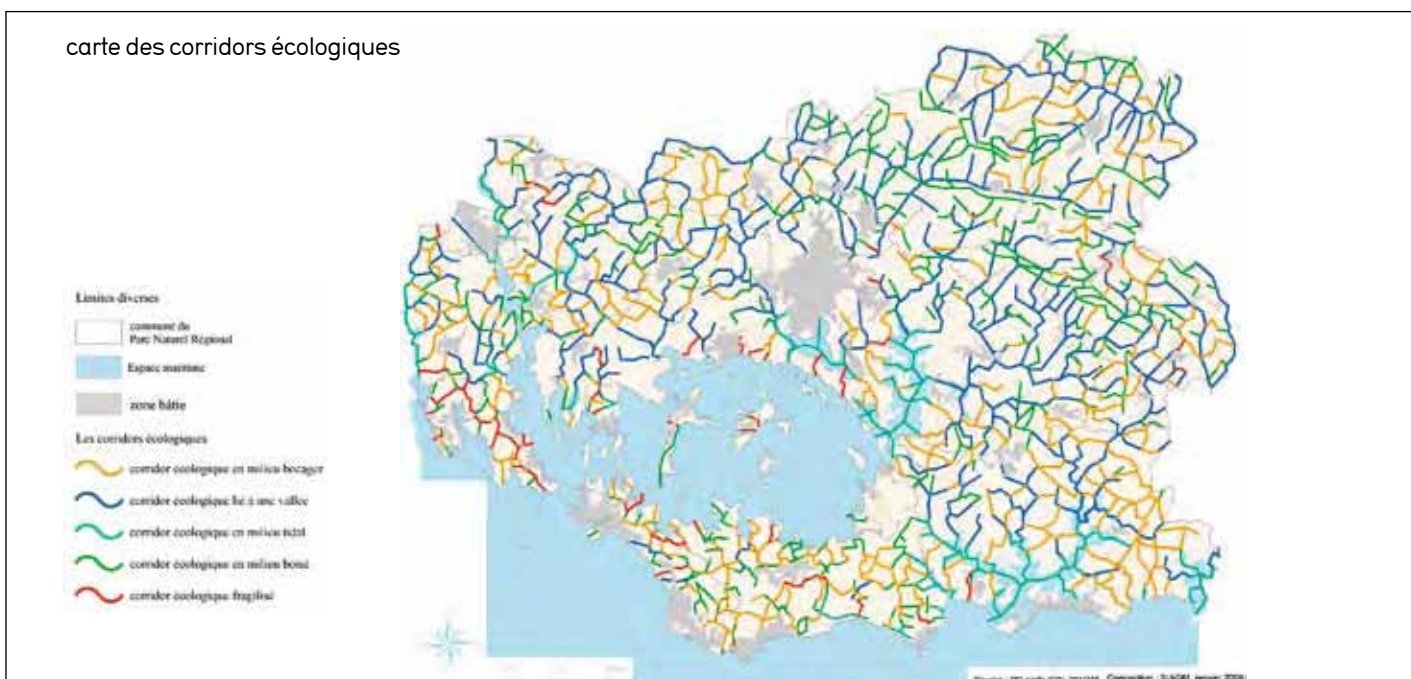 carte des corridors écologiques
Limites diverses
commune du
Parc Naturel Régional
Espace maritime
zone bâtie
Les corridors écologiques
corridor écologique en milieu bocager
corridor écologique lié à une vallée
corridor écologique en milieu tidal
corridor écologique en milieu boisé
corridor écologique fragilisé